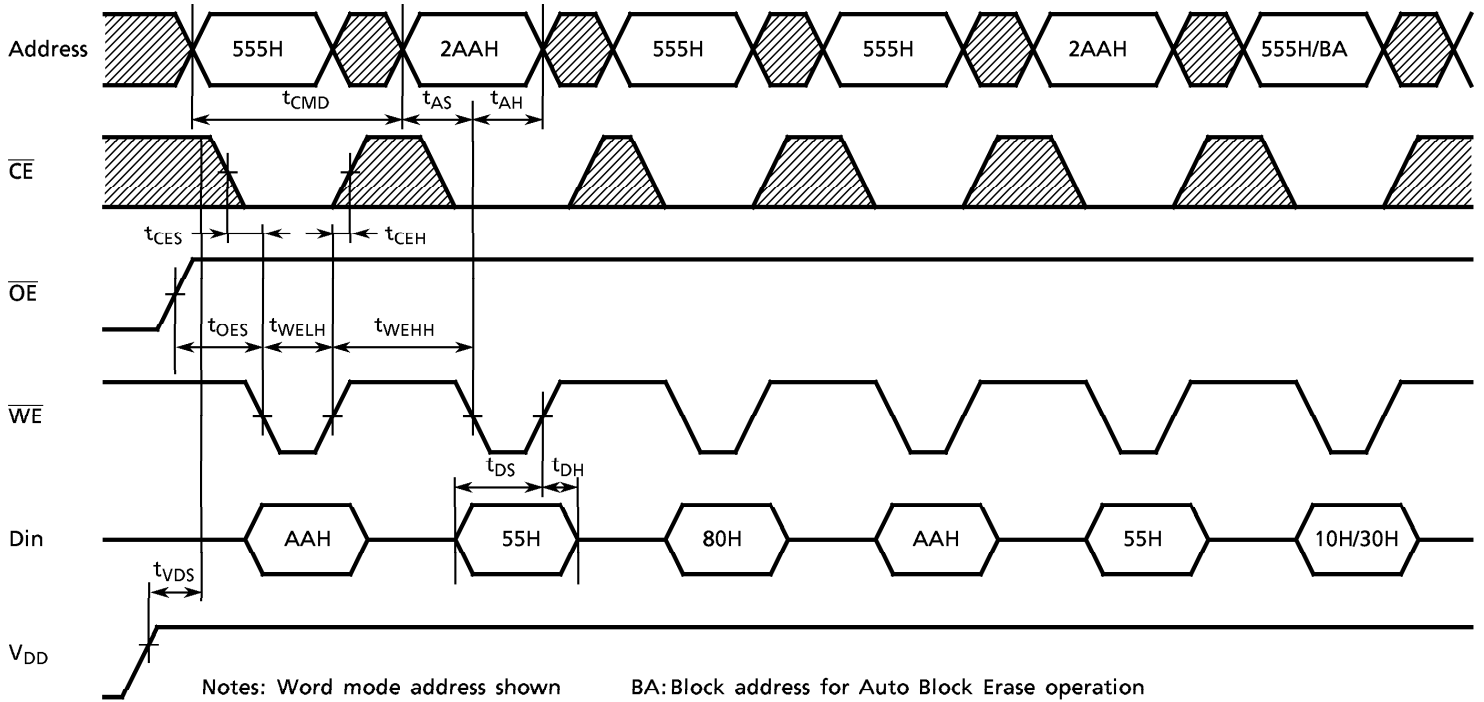 Address 555H 2AAH 555H 555H 2AAH 555H/BA
tCMD tAS tAH
CE
tCES tCEH
OE
tOES tWELH tWEHH
WE
tDS tDH
Din AAH 55H 80H AAH 55H 10H/30H
tVDS
VDD
Notes: Word mode address shown BA: Block address for Auto Block Erase operation